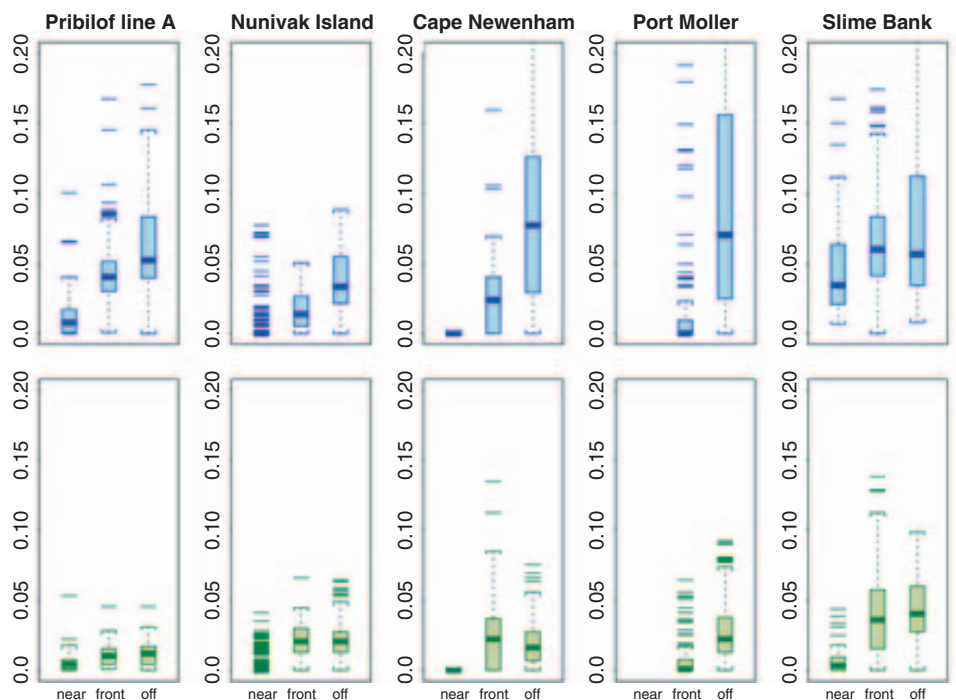 Pribilof line A Nunivak Island Cape Newenham Port Moller Slime Bank
0.20 0.20 0.20 0.20 0.20
0.15 0.15 0.15 0.15 0.15
0.10 0.10 0.10 0.10 0.10
0.05 0.05 0.05 0.05 0.05
0.0 0.0 0.0 0.0 0.0
0.20 0.20 0.20 0.20 0.20
0.15 0.15 0.15 0.15 0.15
0.10 0.10 0.10 0.10 0.10
0.05 0.05 0.05 0.05 0.05
0.0 0.0 0.0 0.0 0.0
near front off near front off near front off near front off near front off